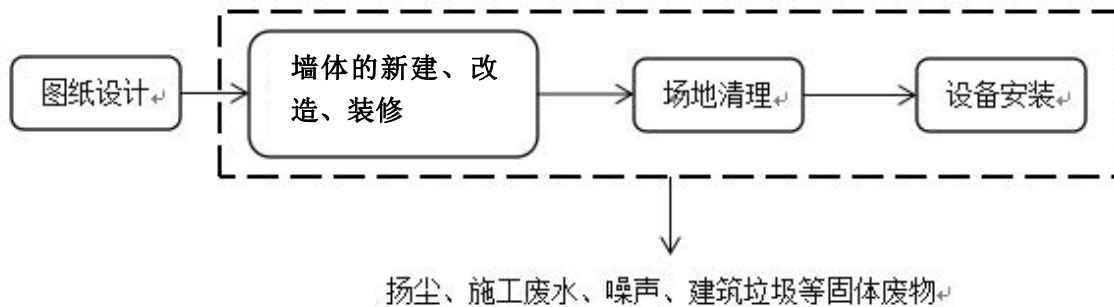 图纸设计
墙体的新建、改
造、装修
场地清理
设备安装
扬尘、施工废水、噪声、建筑垃圾等固体废物